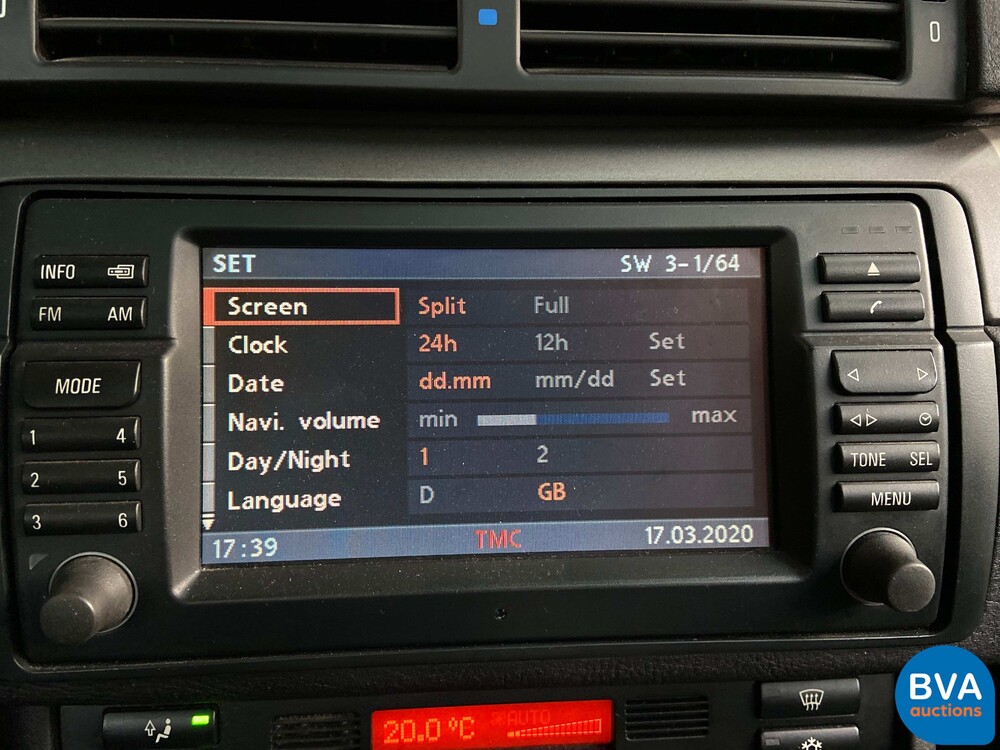 0
INFO
FM AM
MODE
1 4
2 5
3 6
SET SW 3-1/64
Screen Split Full
Clock 24h 12h Set
Date dd.mm mm/dd Set
Navi. volume min max
Day/Night 1 2
Language D GB
17:39 TMC 17.03.2020
TONE SEL
MENU
20.0 °C AUTO
BVA
auctions